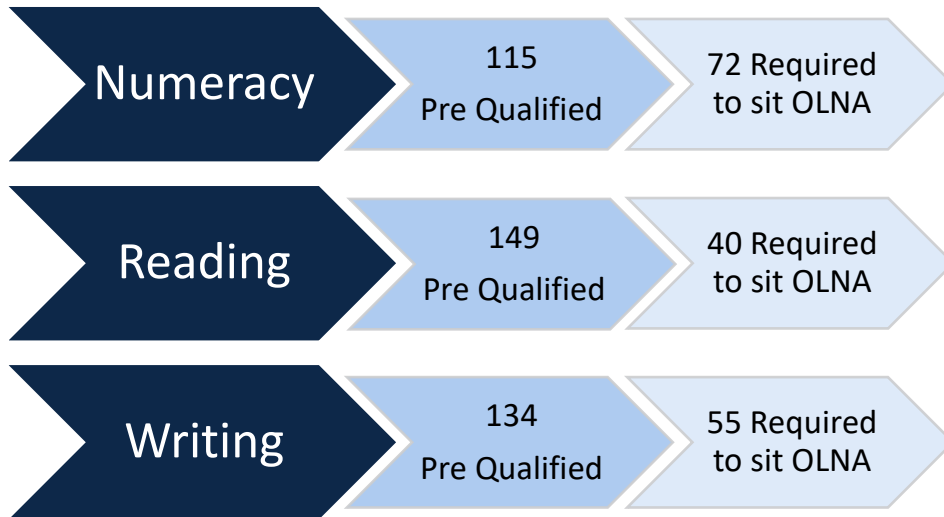 Numeracy
115
Pre Qualified
72 Required
to sit OLNA
Reading
149
Pre Qualified
40 Required
to sit OLNA
Writing
134
Pre Qualified
55 Required
to sit OLNA